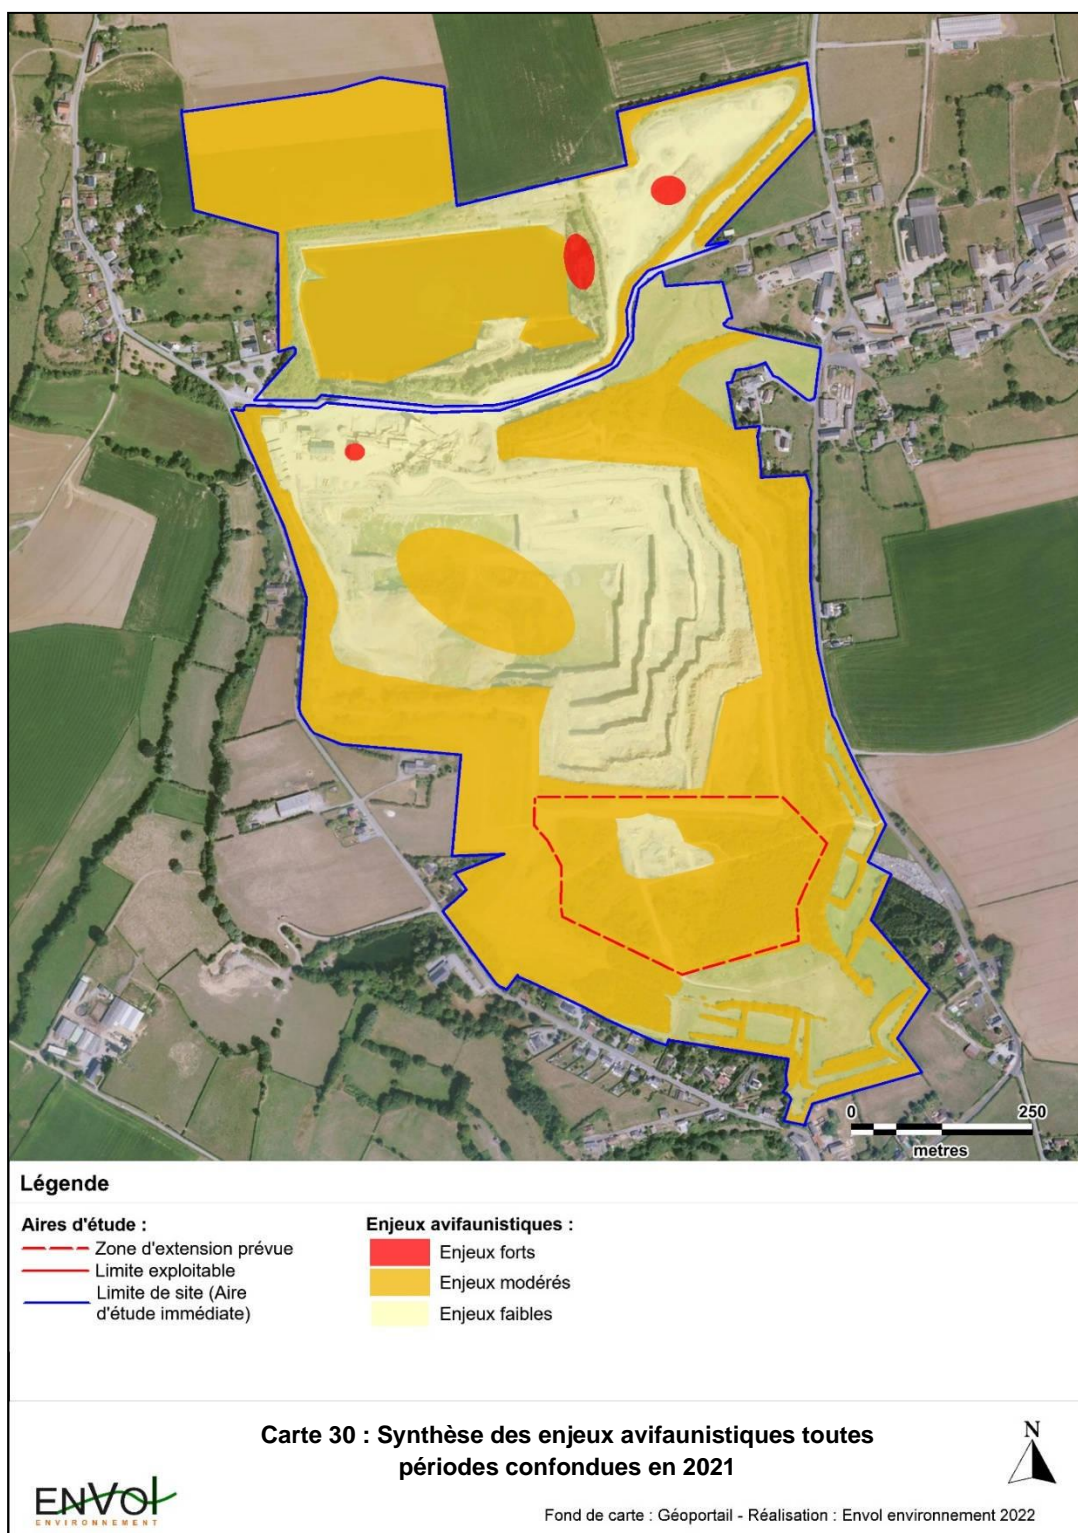 0 250
metres
Légende
Aires d'étude :
Zone d'extension prévue
Limite exploitable
Limite de site (Aire
d'étude immédiate)
Enjeux avifaunistiques :
Enjeux forts
Enjeux modérés
Enjeux faibles
Carte 30 : Synthèse des enjeux avifaunistiques toutes
périodes confondues en 2021
N
ENVOL
ENVIRONNEMENT
Fond de carte : Géoportail - Réalisation : Envol environnement 2022